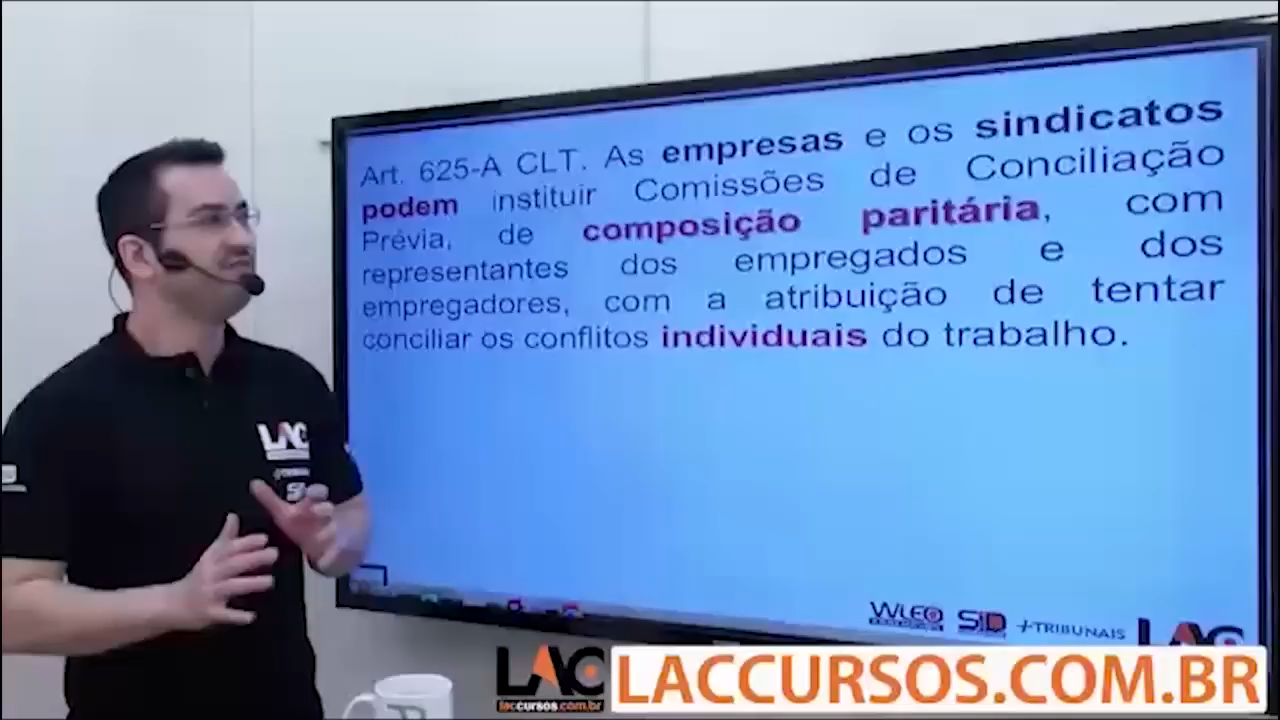 Art. 625-A CLT. As empresas e os sindicatos
podem instituir Comissões de Conciliação
Prévia, de composição paritária, com
representantes dos empregados e dos
empregadores, com a atribuição de tentar
conciliar os conflitos individuais do trabalho.
LAC
WLEO
SID
+TRIBUNAIS
LAC
LAC
laccursos.com.br
LACCURSOS.COM.BR